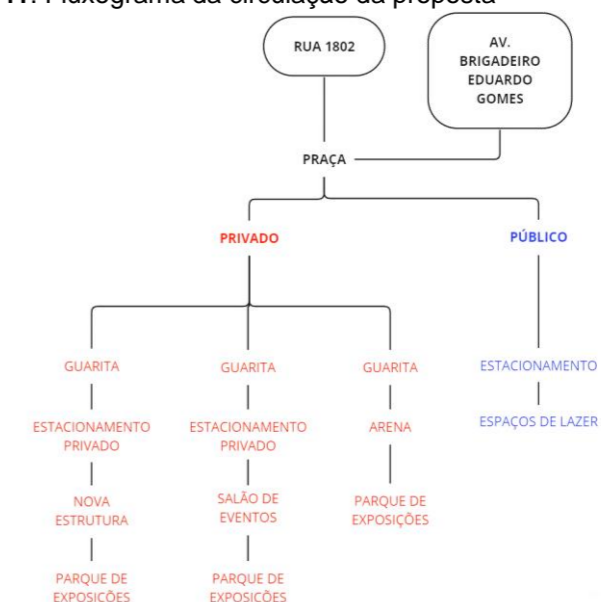 Fluxograma da circulação da proposta
RUA 1802
AV.
BRIGADEIRO
EDUARDO
GOMES
PRAÇA
PRIVADO
PÚBLICO
GUARITA
GUARITA
GUARITA
ESTACIONAMENTO
ESTACIONAMENTO
PRIVADO
ESTACIONAMENTO
PRIVADO
ARENA
ESPAÇOS DE LAZER
NOVA
ESTRUTURA
SALÃO DE
EVENTOS
PARQUE DE
EXPOSIÇÕES
PARQUE DE
EXPOSIÇÕES
PARQUE DE
EXPOSIÇÕES